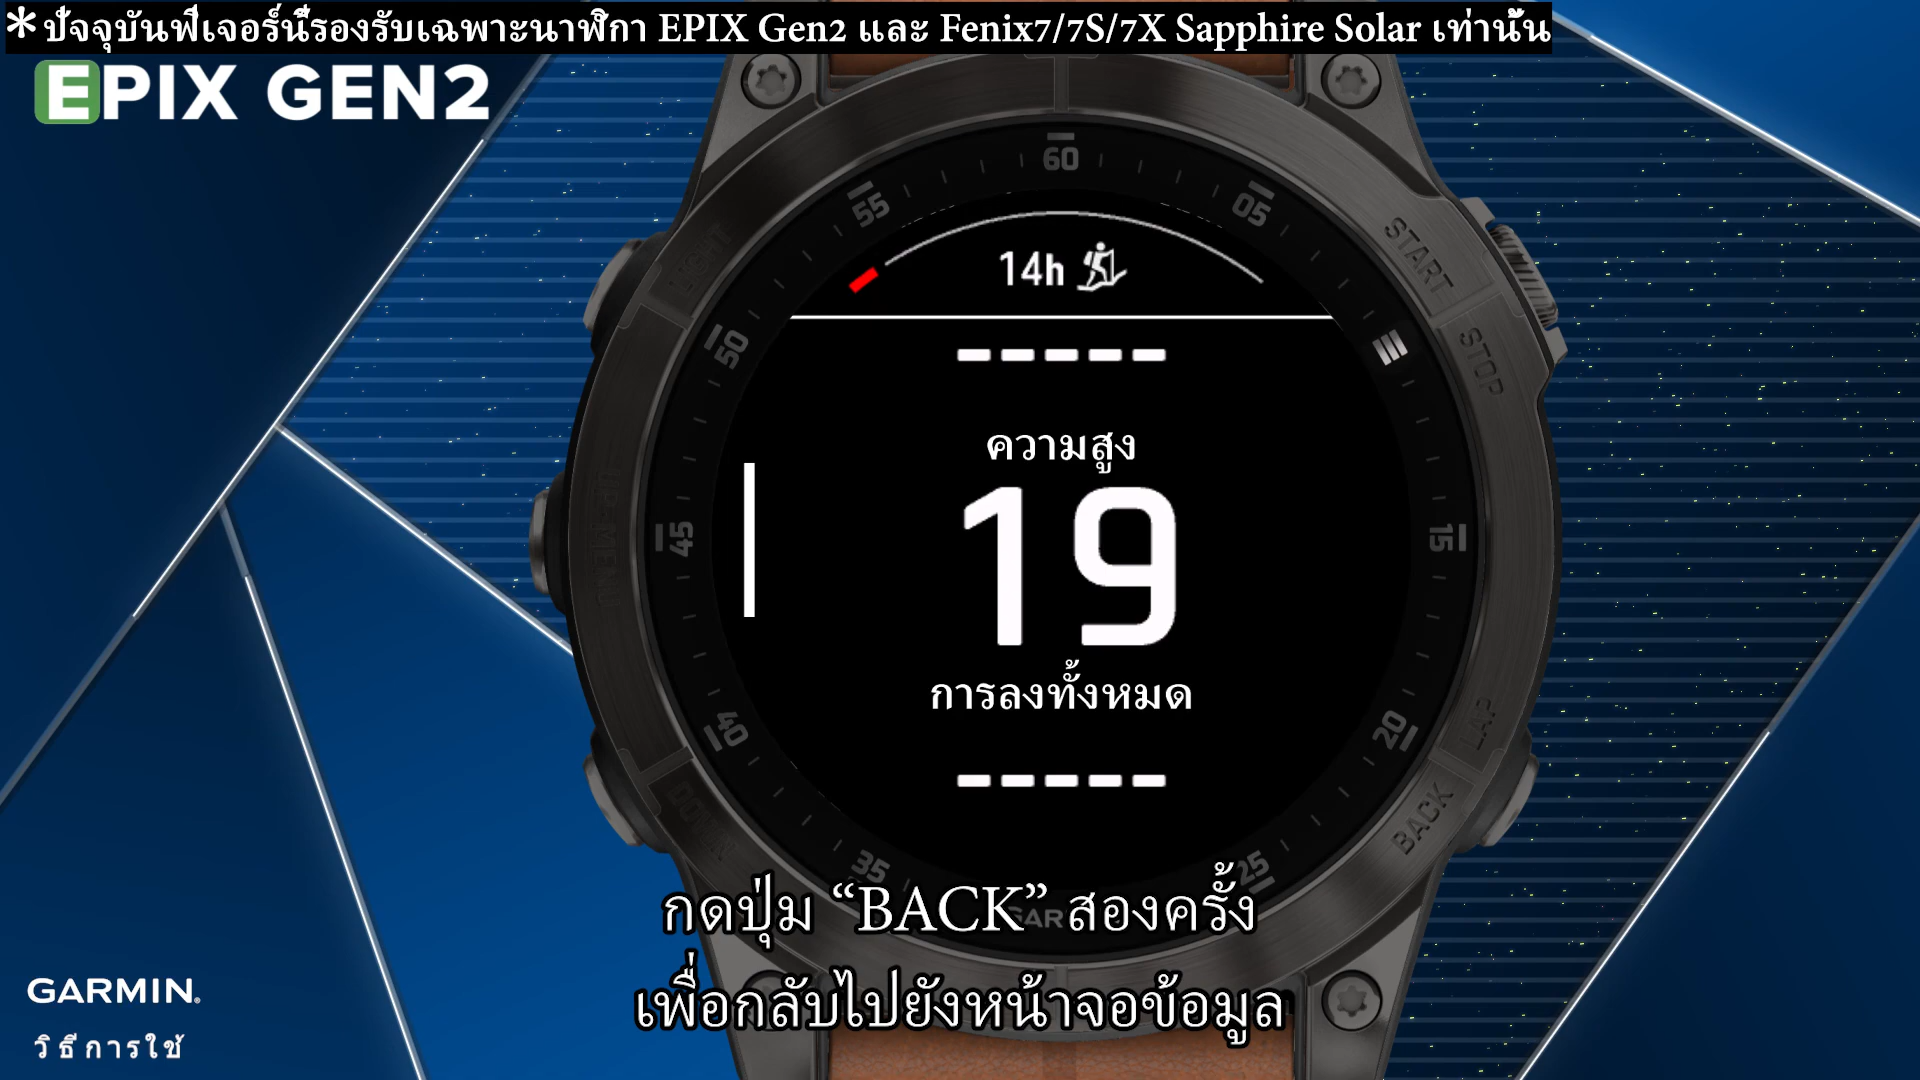 *ปัจจุบันฟีเจอร์นี้รองรับเฉพาะนาฬิกา EPIX Gen2 และ Fenix7/7S/7X Sapphire Solar เท่านั้น
EPIX GEN2
60
55
05
50
45
15
40
20
35
25
LIGHT
START
STOP
UP·MENU
DOWN
LAP
BACK
14h
ความสูง
19
การลงทั้งหมด
กดปุ่ม “BACK” สองครั้ง
เพื่อกลับไปยังหน้าจอข้อมูล
GARMIN.
วิธีการใช้